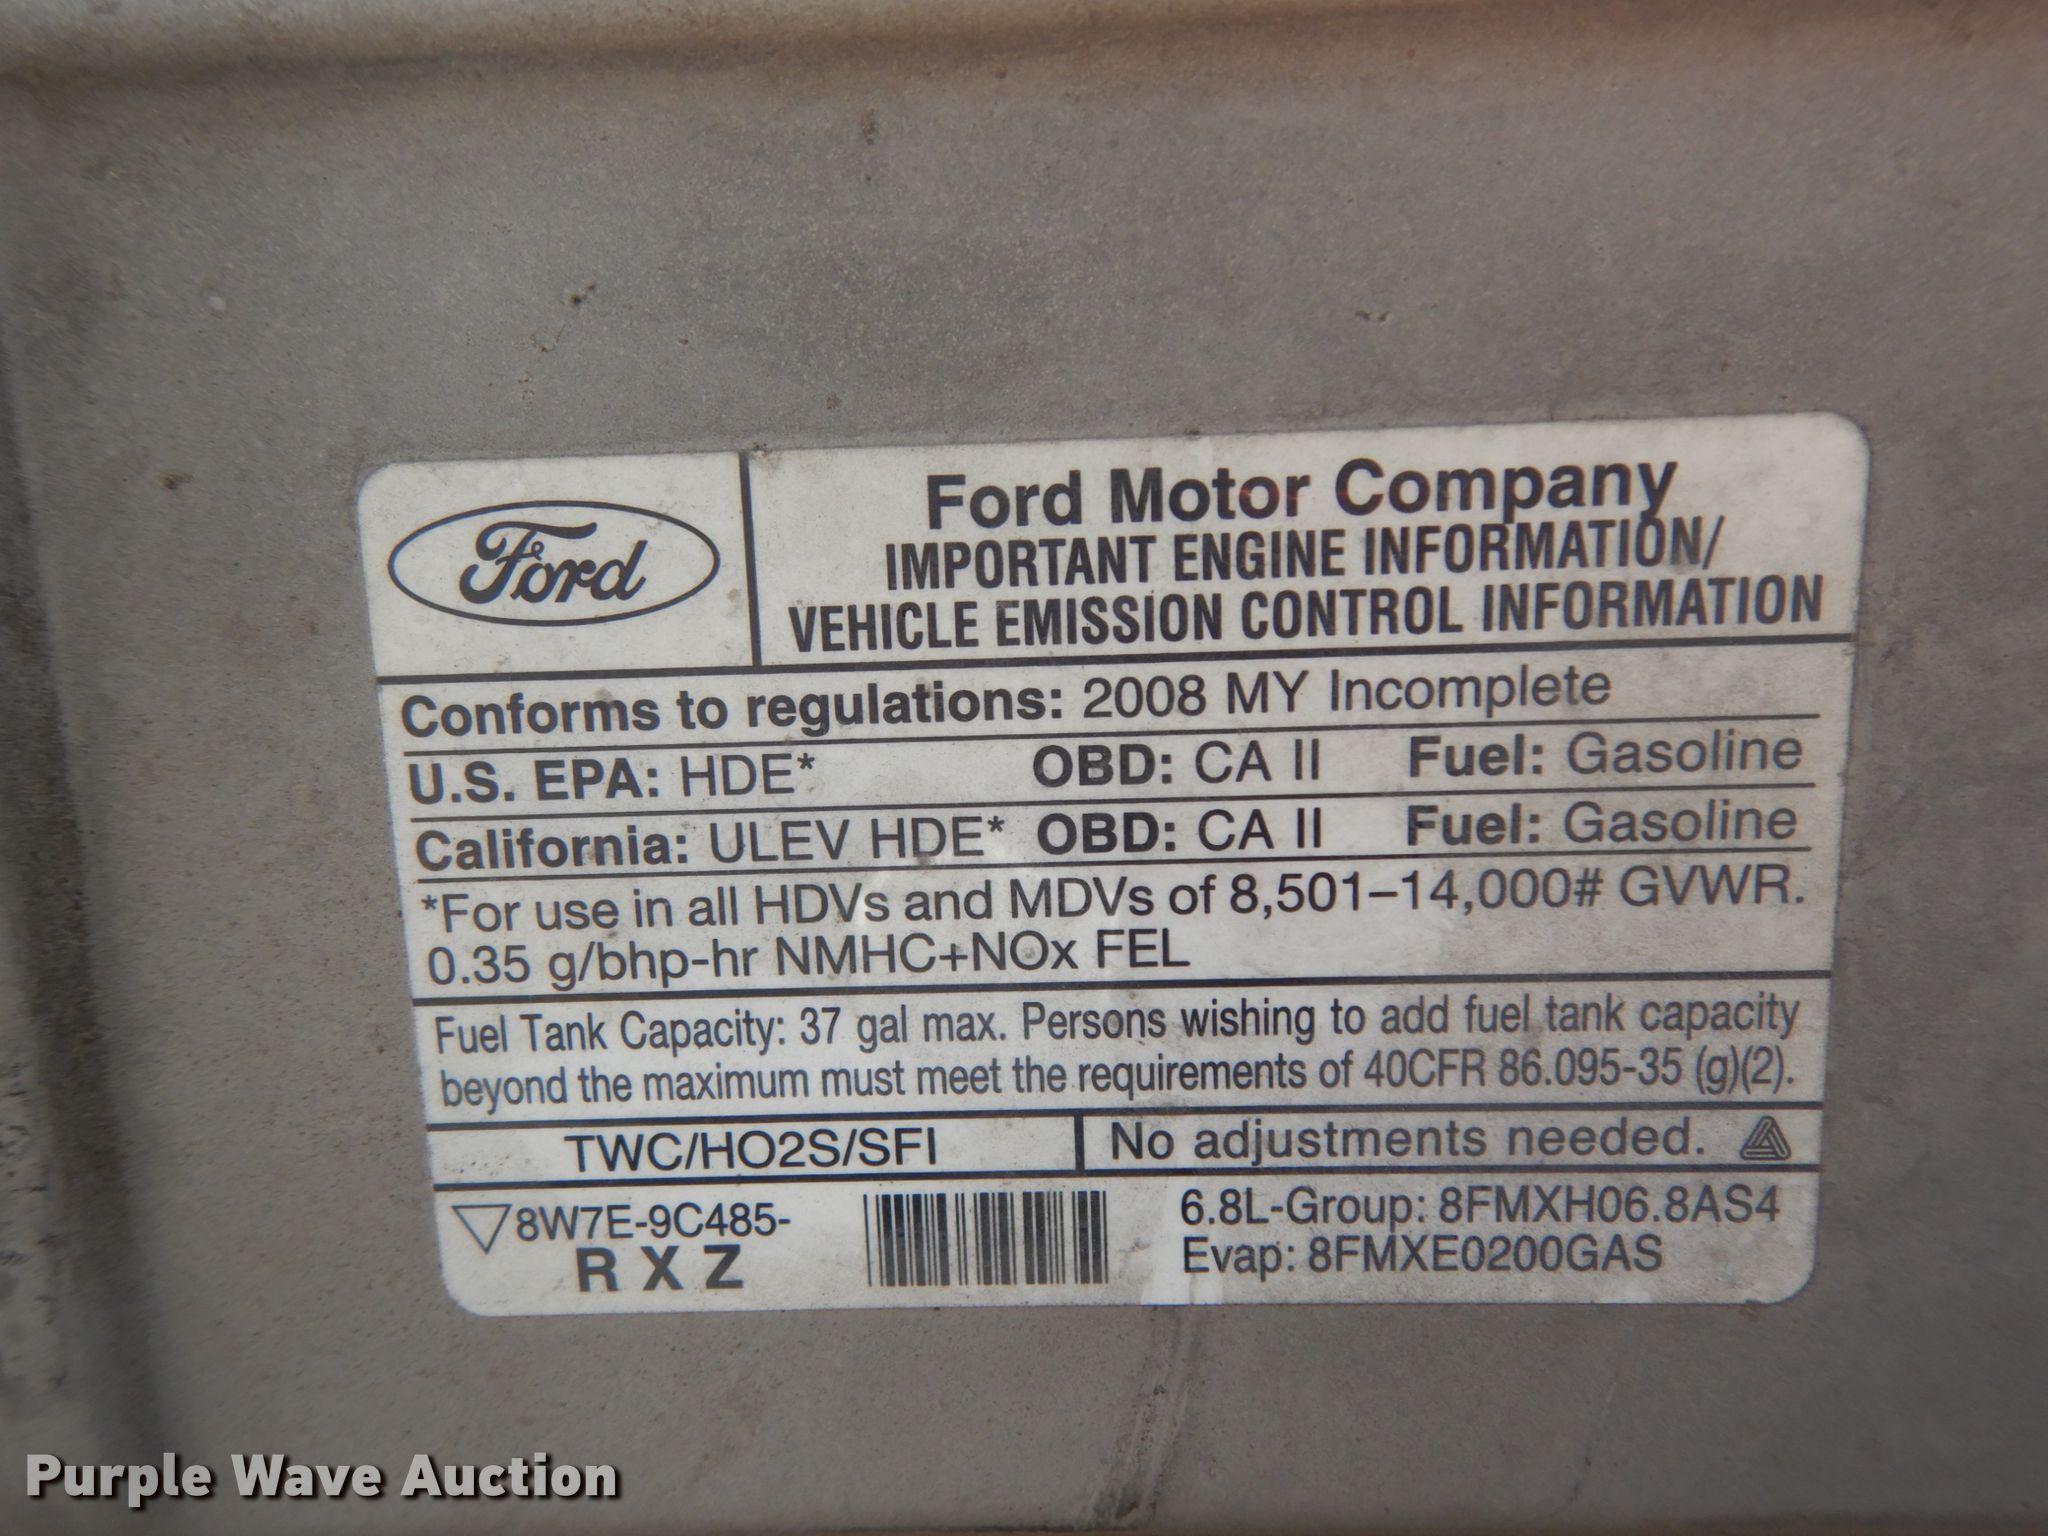 Ford
Ford Motor Company
IMPORTANT ENGINE INFORMATION/
VEHICLE EMISSION CONTROL INFORMATION
Conforms to regulations: 2008 MY Incomplete
U.S. EPA: HDE* OBD: CA II Fuel: Gasoline
California: ULEV HDE* OBD: CA II Fuel: Gasoline
*For use in all HDVs and MDVs of 8,501–14,000# GVWR.
0.35 g/bhp-hr NMHC+NOx FEL
Fuel Tank Capacity: 37 gal max. Persons wishing to add fuel tank capacity
beyond the maximum must meet the requirements of 40CFR 86.095-35 (g)(2).
TWC/HO2S/SFI No adjustments needed.
8W7E-9C485-
R X Z
6.8L-Group: 8FMXH06.8AS4
Evap: 8FMXE0200GAS
Purple Wave Auction